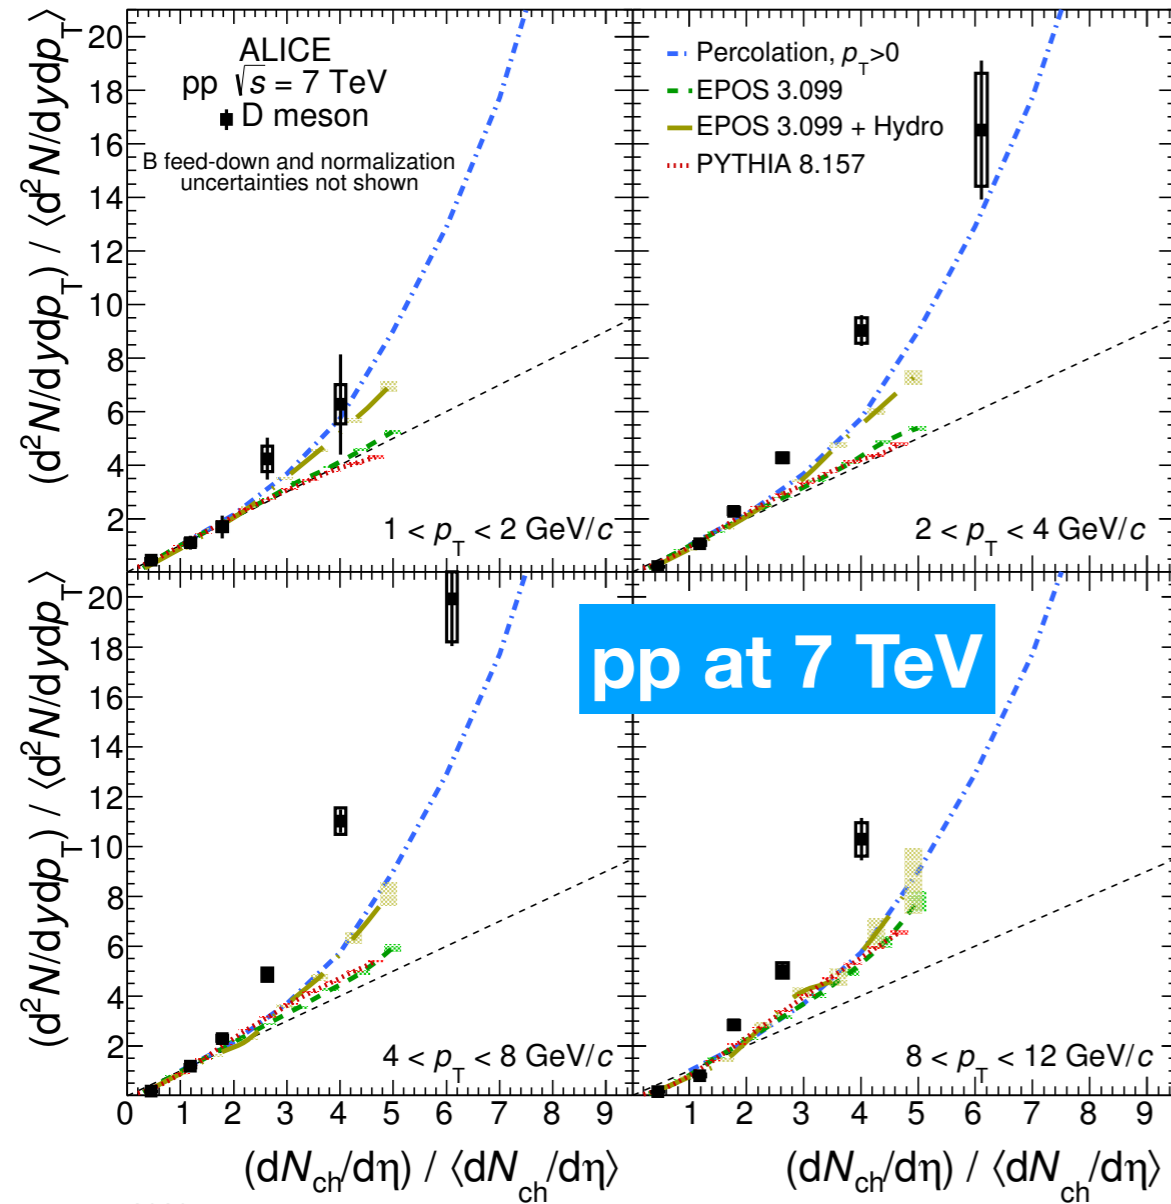 (d²N/dydp_T) / ⟨d²N/dydp_T⟩
20
18
16
14
12
10
8
6
4
2
ALICE
pp √s = 7 TeV
D meson
B feed-down and normalization
uncertainties not shown
1 < p_T < 2 GeV/c
Percolation, p_T>0
EPOS 3.099
EPOS 3.099 + Hydro
PYTHIA 8.157
2 < p_T < 4 GeV/c
(d²N/dydp_T) / ⟨d²N/dydp_T⟩
20
18
16
14
12
10
8
6
4
2
pp at 7 TeV
4 < p_T < 8 GeV/c
8 < p_T < 12 GeV/c
0 1 2 3 4 5 6 7 8 9
1 2 3 4 5 6 7 8 9
(dN_ch/dη) / ⟨dN_ch/dη⟩
(dN_ch/dη) / ⟨dN_ch/dη⟩